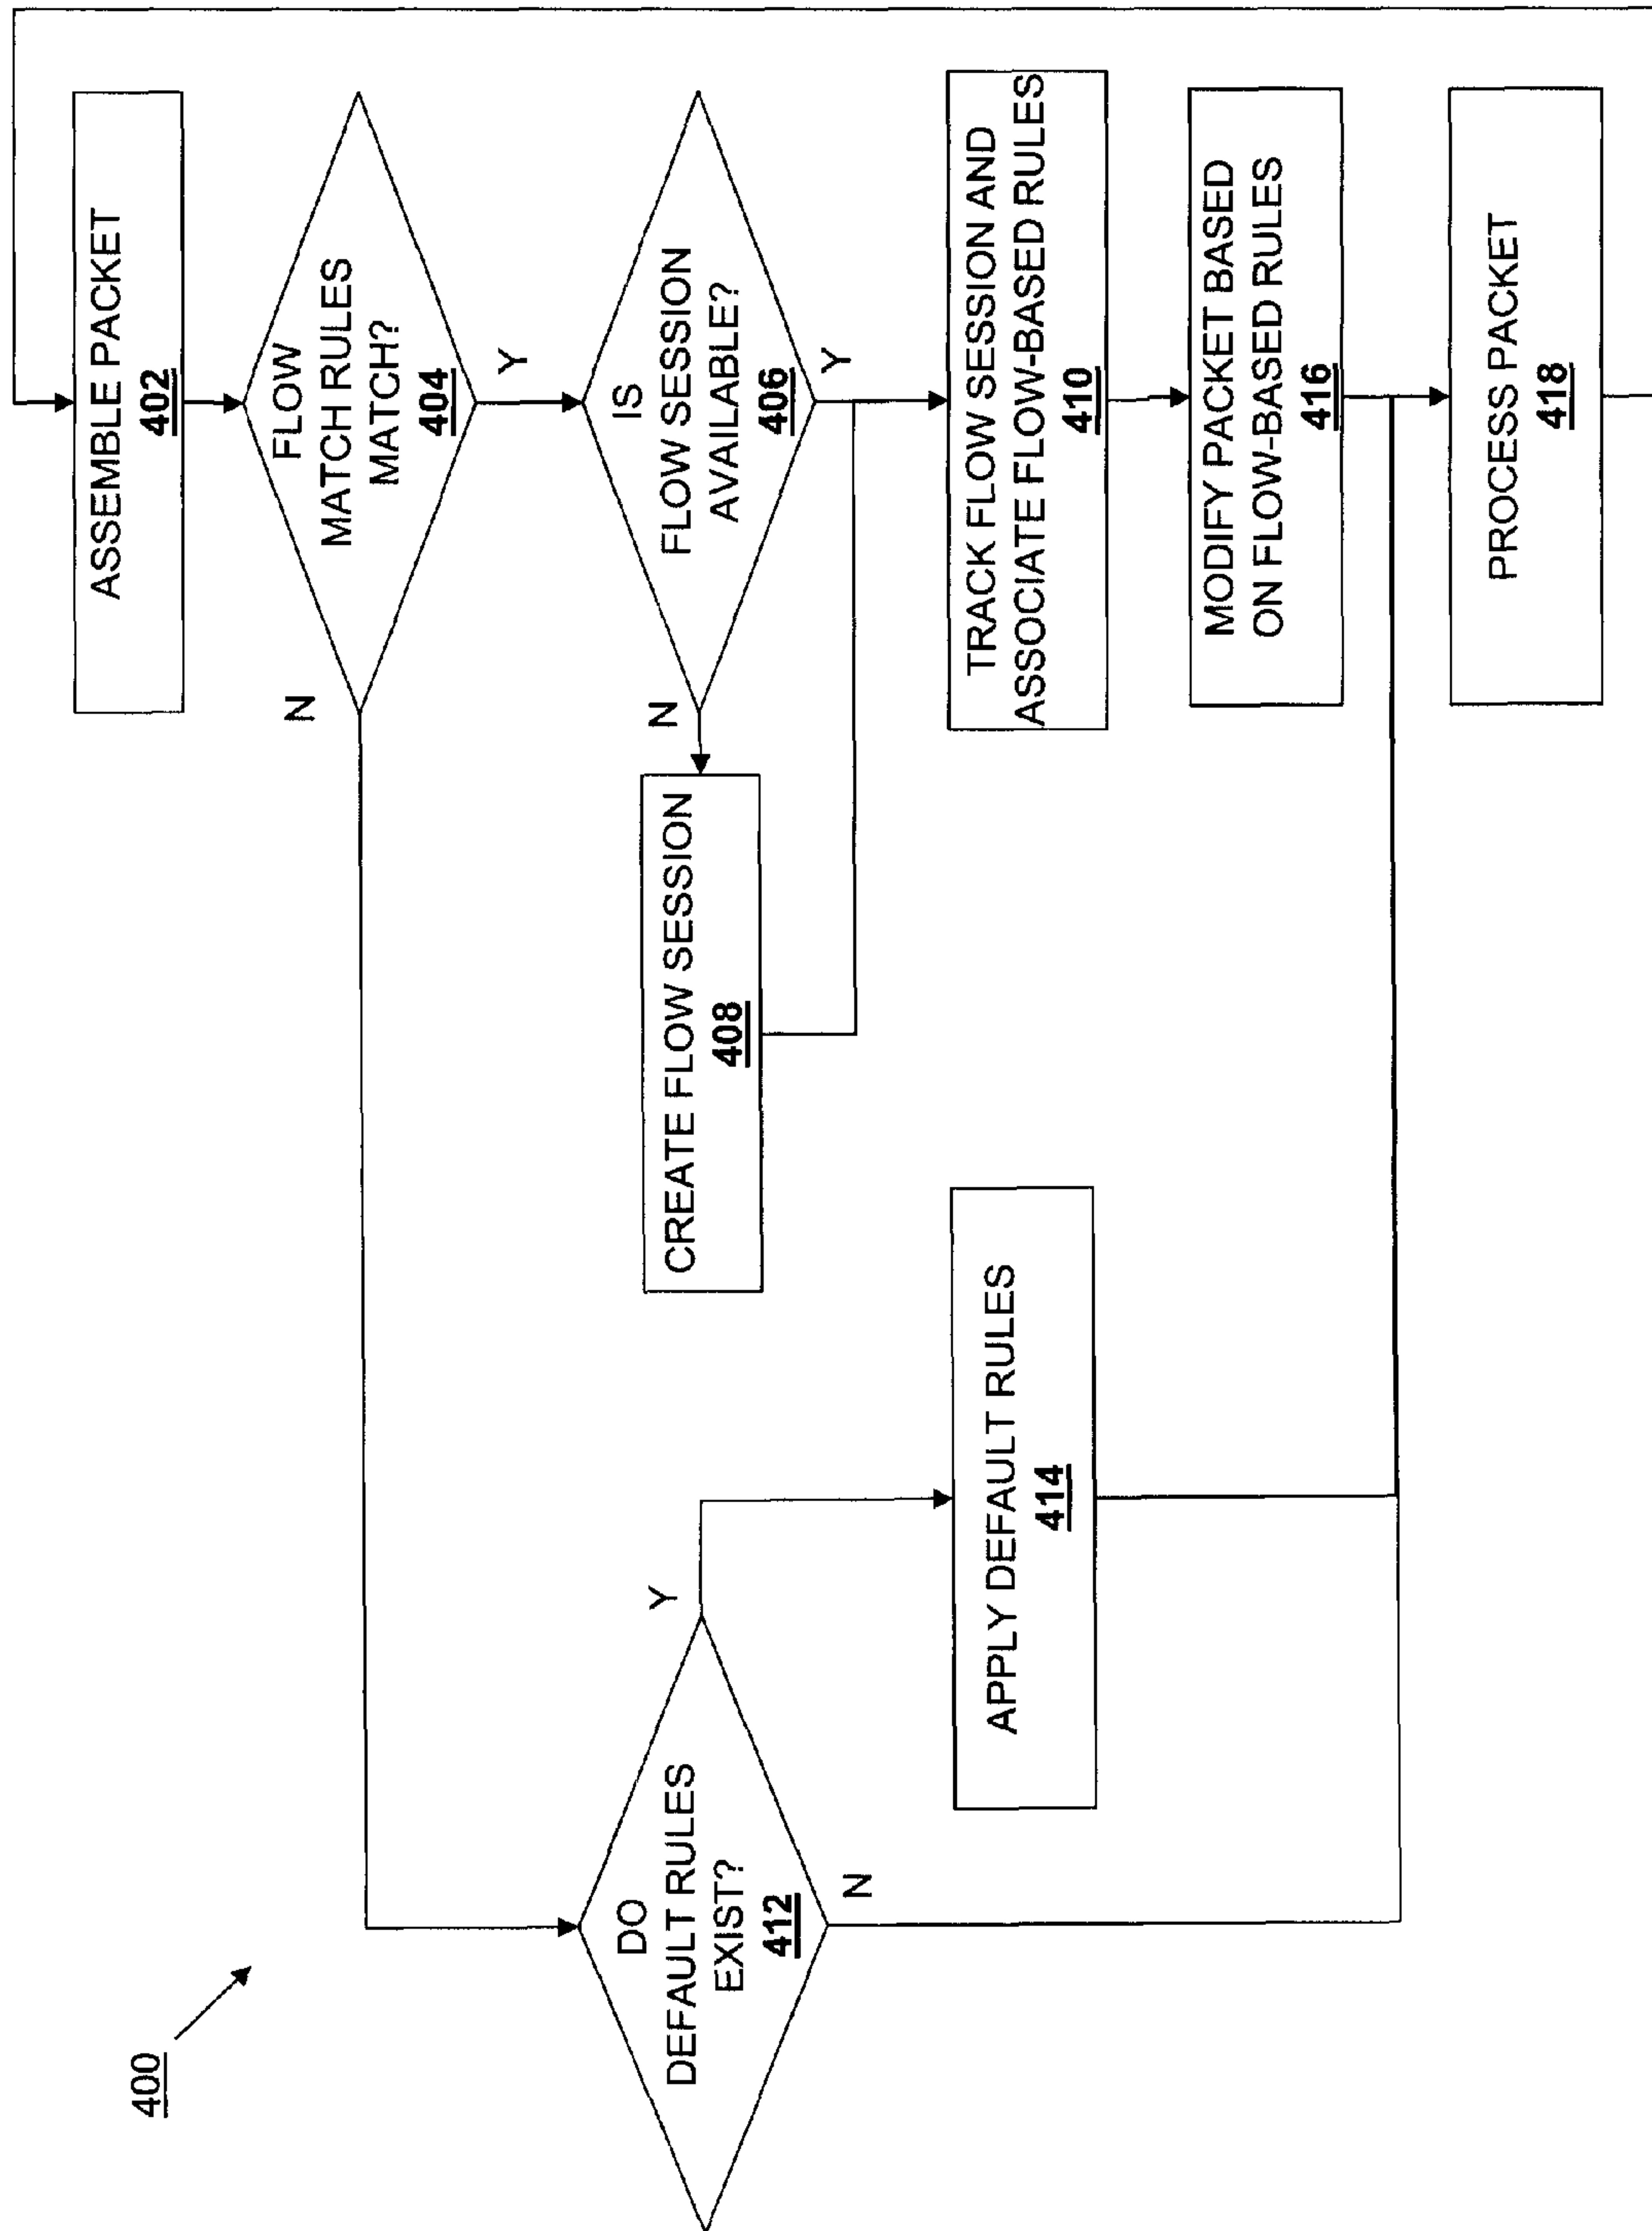 400
ASSEMBLE PACKET
402
FLOW
MATCH RULES
MATCH?
404
N
Y
IS
FLOW SESSION
AVAILABLE?
406
N
Y
CREATE FLOW SESSION
408
TRACK FLOW SESSION AND
ASSOCIATE FLOW-BASED RULES
410
DO
DEFAULT RULES
EXIST?
412
Y
N
APPLY DEFAULT RULES
414
MODIFY PACKET BASED
ON FLOW-BASED RULES
416
PROCESS PACKET
418